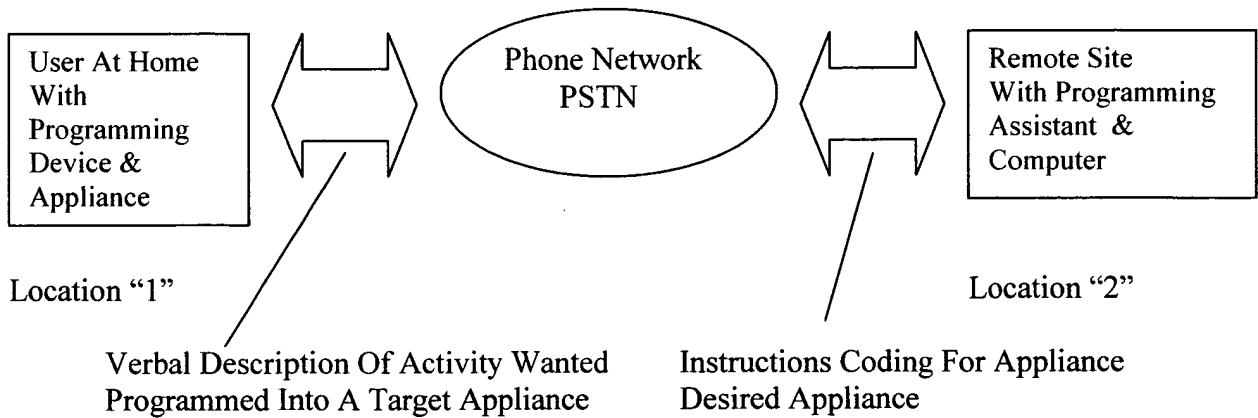 User At Home
With
Programming
Device &
Appliance
Phone Network
PSTN
Remote Site
With Programming
Assistant &
Computer
Location “1”
Location “2”
Verbal Description Of Activity Wanted
Programmed Into A Target Appliance
Instructions Coding For Appliance
Desired Appliance